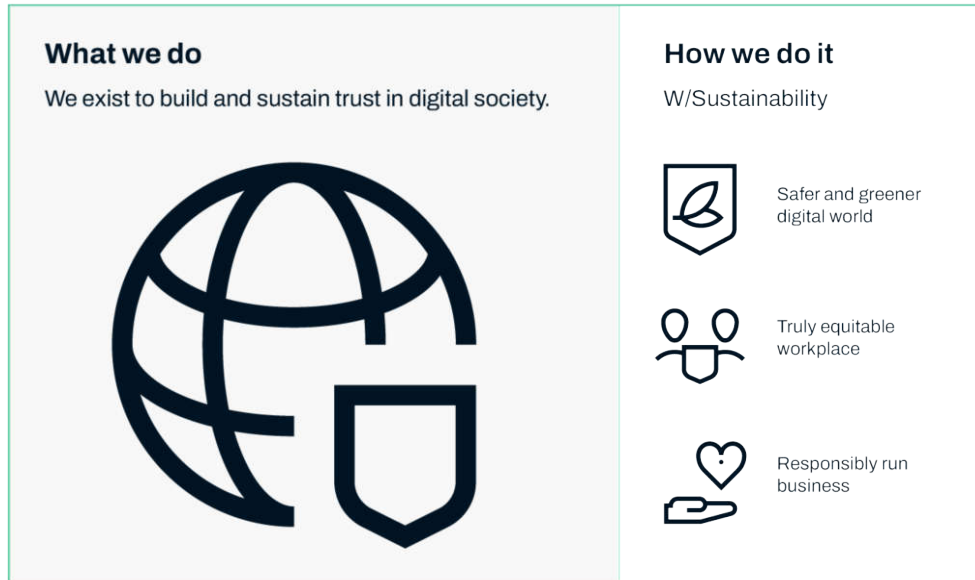 What we do
We exist to build and sustain trust in digital society.
How we do it
W/Sustainability
Safer and greener
digital world
Truly equitable
workplace
Responsibly run
business